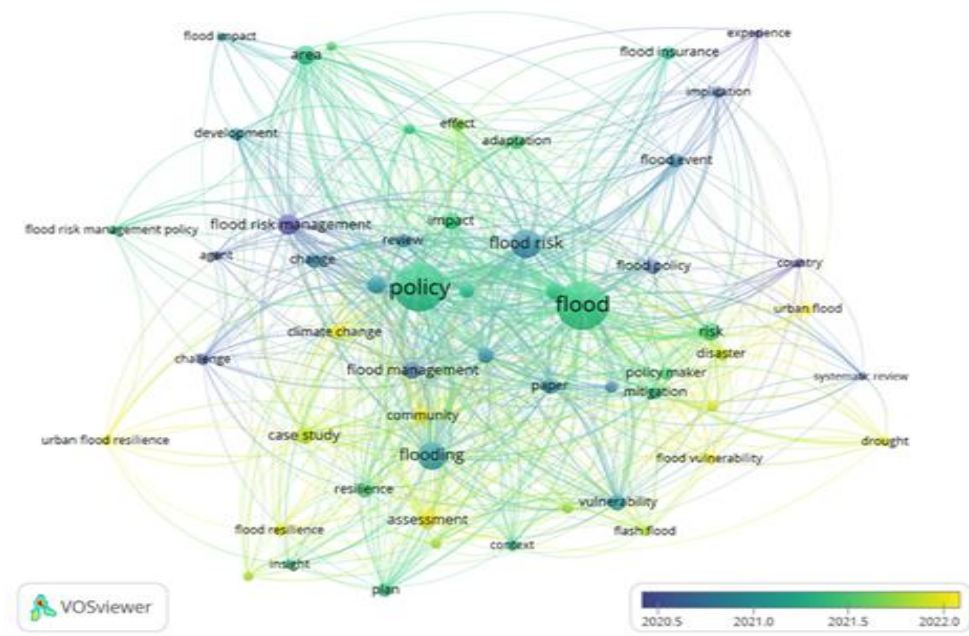 experience
flood impact
area
flood insurance
implication
effect
development
adaptation
flood event
impact
flood risk management
flood risk management policy
review
flood risk
agent
change
flood policy
country
policy
flood
urban flood
climate change
risk
disaster
challenge
flood management
policy maker
systematic review
paper
mitigation
community
case study
urban flood resilience
drought
flooding
flood vulnerability
resilience
vulnerability
assessment
flood resilience
flash flood
context
insight
plan
VOSviewer
2020.5 2021.0 2021.5 2022.0